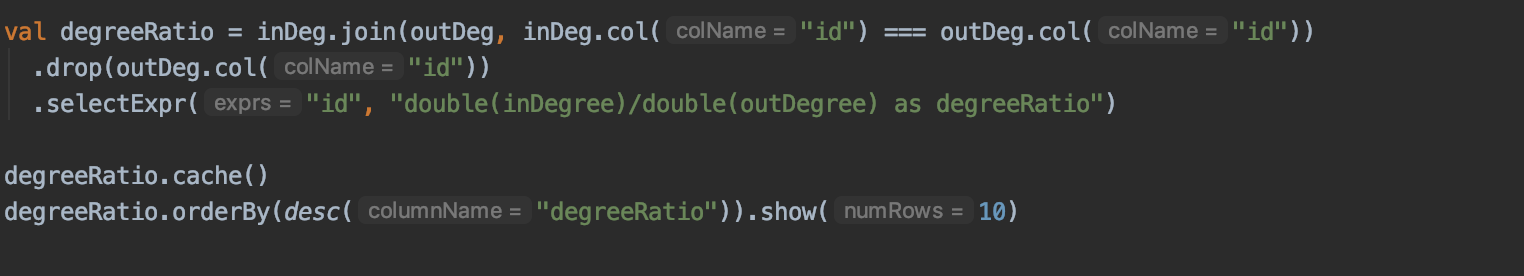 val degreeRatio = inDeg.join(outDeg, inDeg.col( colName = "id") === outDeg.col( colName = "id"))
.drop(outDeg.col( colName = "id"))
.selectExpr( exprs = "id", "double(inDegree)/double(outDegree) as degreeRatio")
degreeRatio.cache()
degreeRatio.orderBy(desc( columnName = "degreeRatio")).show( numRows = 10)